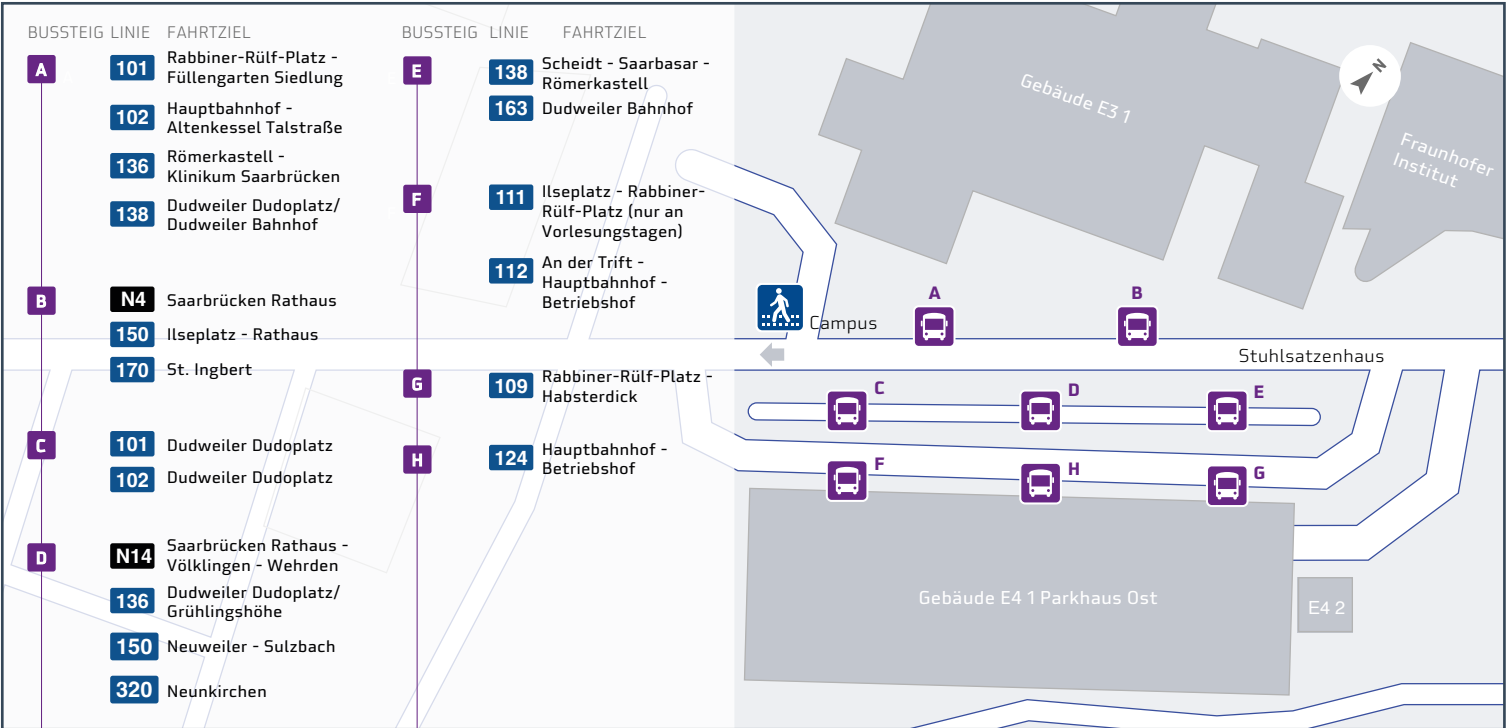 BUSSTEIG LINIE FAHRTZIEL
A
101 Rabbiner-Rülf-Platz -
Füllengarten Siedlung
102 Hauptbahnhof -
Altenkessel Talstraße
136 Römerkastell -
Klinikum Saarbrücken
138 Dudweiler Dudoplatz/
Dudweiler Bahnhof
B
N4 Saarbrücken Rathaus
150 Ilseplatz - Rathaus
170 St. Ingbert
C
101 Dudweiler Dudoplatz
102 Dudweiler Dudoplatz
D
N14 Saarbrücken Rathaus -
Völklingen - Wehrden
136 Dudweiler Dudoplatz/
Grühlingshöhe
150 Neuweiler - Sulzbach
320 Neunkirchen
BUSSTEIG LINIE FAHRTZIEL
E
138 Scheidt - Saarbasar -
Römerkastell
163 Dudweiler Bahnhof
F
111 Ilseplatz - Rabbiner-
Rülf-Platz (nur an
Vorlesungstagen)
112 An der Trift -
Hauptbahnhof -
Betriebshof
G
109 Rabbiner-Rülf-Platz -
Habsterdick
H
124 Hauptbahnhof -
Betriebshof
Gebäude E3 1
N
Fraunhofer
Institut
A
B
Campus
Stuhlsatzenhaus
C
D
E
F
H
G
Gebäude E4 1 Parkhaus Ost
E4 2